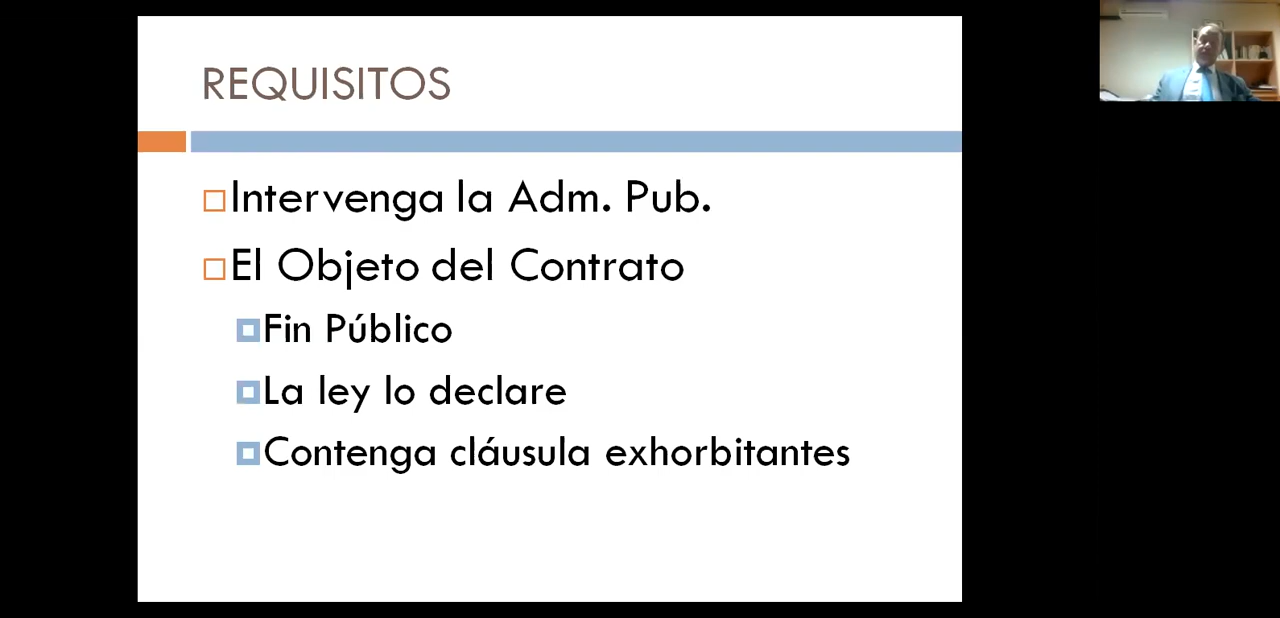 REQUISITOS
Intervenga la Adm. Pub.
El Objeto del Contrato
Fin Público
La ley lo declare
Contenga cláusula exhorbitantes